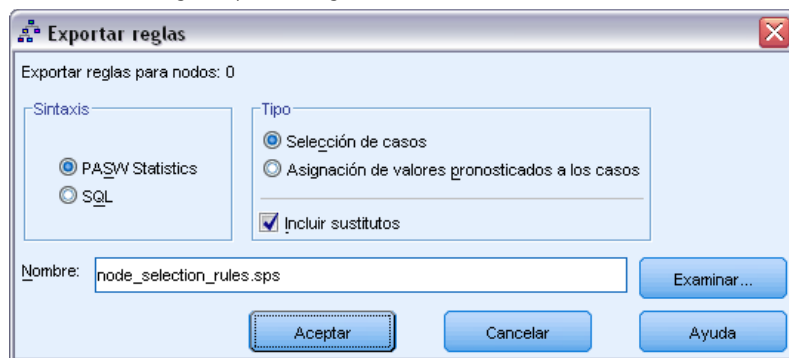 Exportar reglas
Exportar reglas para nodos: 0
Sintaxis
PASW Statistics
SQL
Tipo
Selección de casos
Asignación de valores pronosticados a los casos
Incluir sustitutos
Nombre: node_selection_rules.sps
Examinar...
Aceptar Cancelar Ayuda